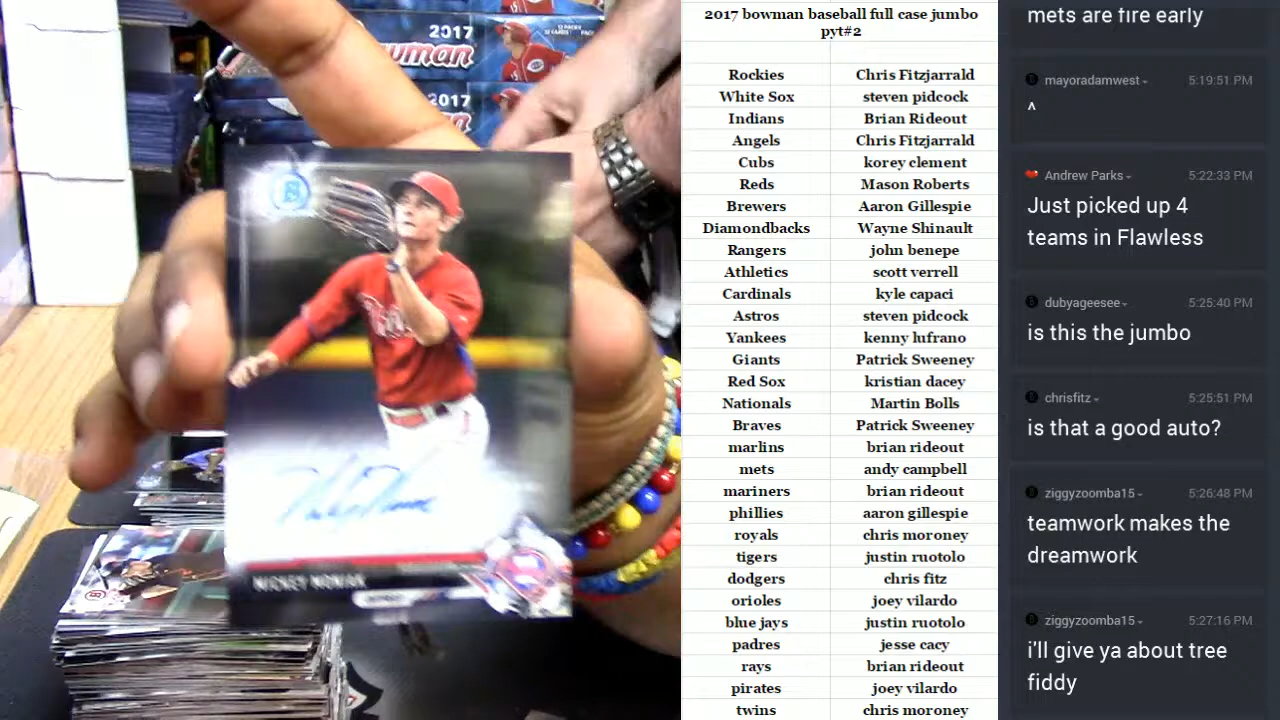 2017
wman
2017
wman
MICKEY MONIAK
2017 bowman baseball full case jumbo
pyt#2
Rockies Chris Fitzjarrald
White Sox steven pidcock
Indians Brian Rideout
Angels Chris Fitzjarrald
Cubs korey clement
Reds Mason Roberts
Brewers Aaron Gillespie
Diamondbacks Wayne Shinault
Rangers john benepe
Athletics scott verrell
Cardinals kyle capaci
Astros steven pidcock
Yankees kenny lufrano
Giants Patrick Sweeney
Red Sox kristian dacey
Nationals Martin Bolls
Braves Patrick Sweeney
marlins brian rideout
mets andy campbell
mariners brian rideout
phillies aaron gillespie
royals chris moroney
tigers justin ruotolo
dodgers chris fitz
orioles joey vilardo
blue jays justin ruotolo
padres jesse cacy
rays brian rideout
pirates joey vilardo
twins chris moroney
mets are fire early
mayoradamwest 5:19:51 PM
^
Andrew Parks 5:22:33 PM
Just picked up 4
teams in Flawless
dubyageesee 5:25:40 PM
is this the jumbo
chrisfitz 5:25:51 PM
is that a good auto?
ziggyzoomba15 5:26:48 PM
teamwork makes the
dreamwork
ziggyzoomba15 5:27:16 PM
i'll give ya about tree
fiddy